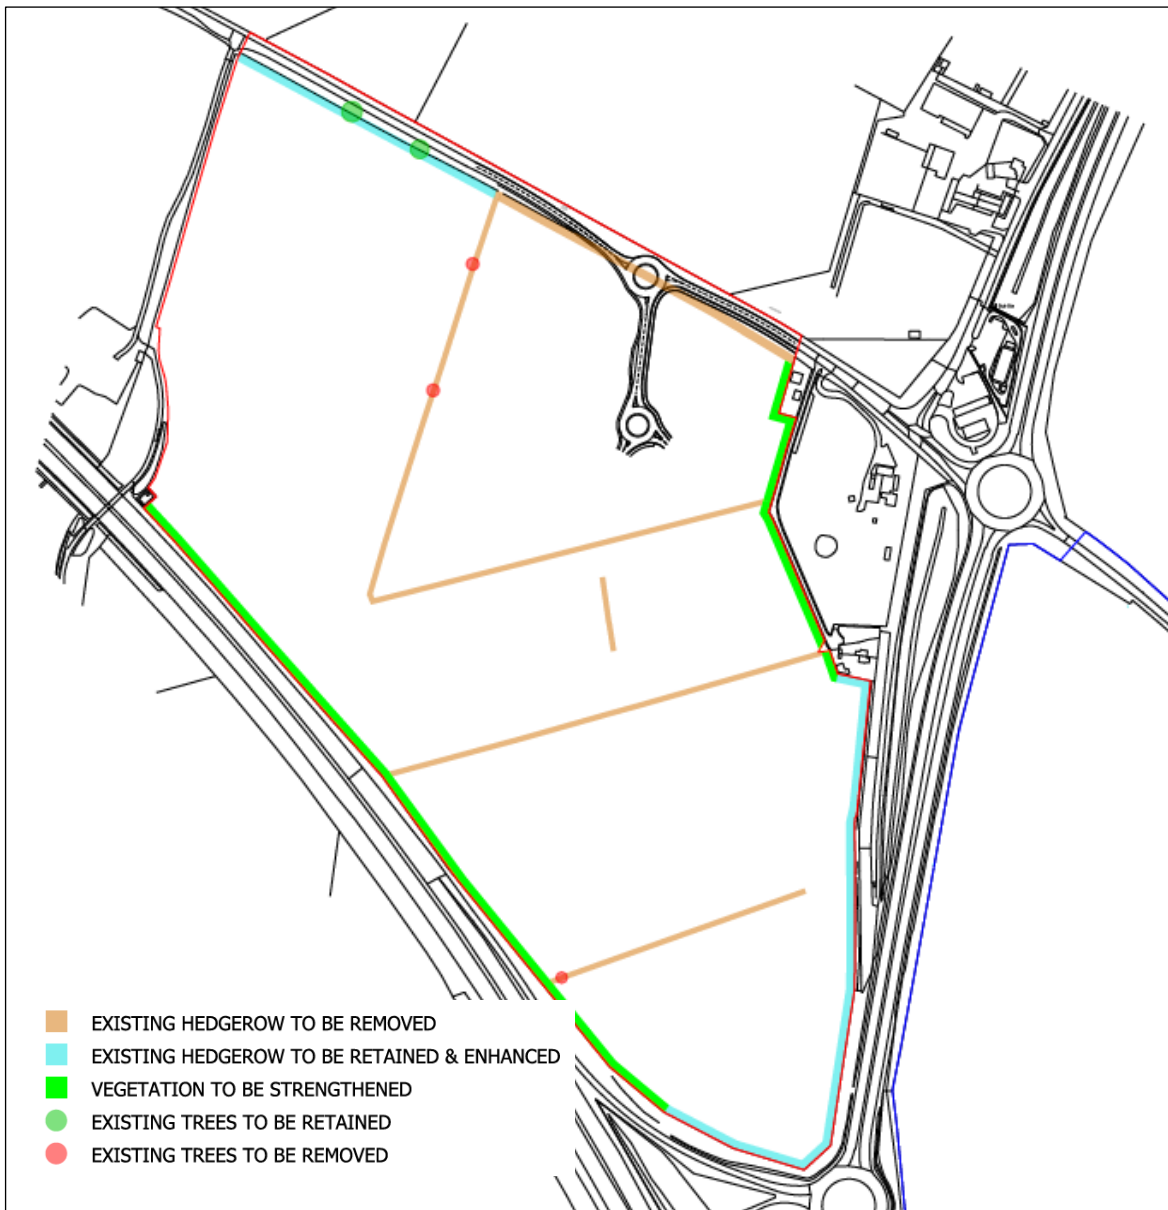 EXISTING HEDGEROW TO BE REMOVED
EXISTING HEDGEROW TO BE RETAINED & ENHANCED
VEGETATION TO BE STRENGTHENED
EXISTING TREES TO BE RETAINED
EXISTING TREES TO BE REMOVED